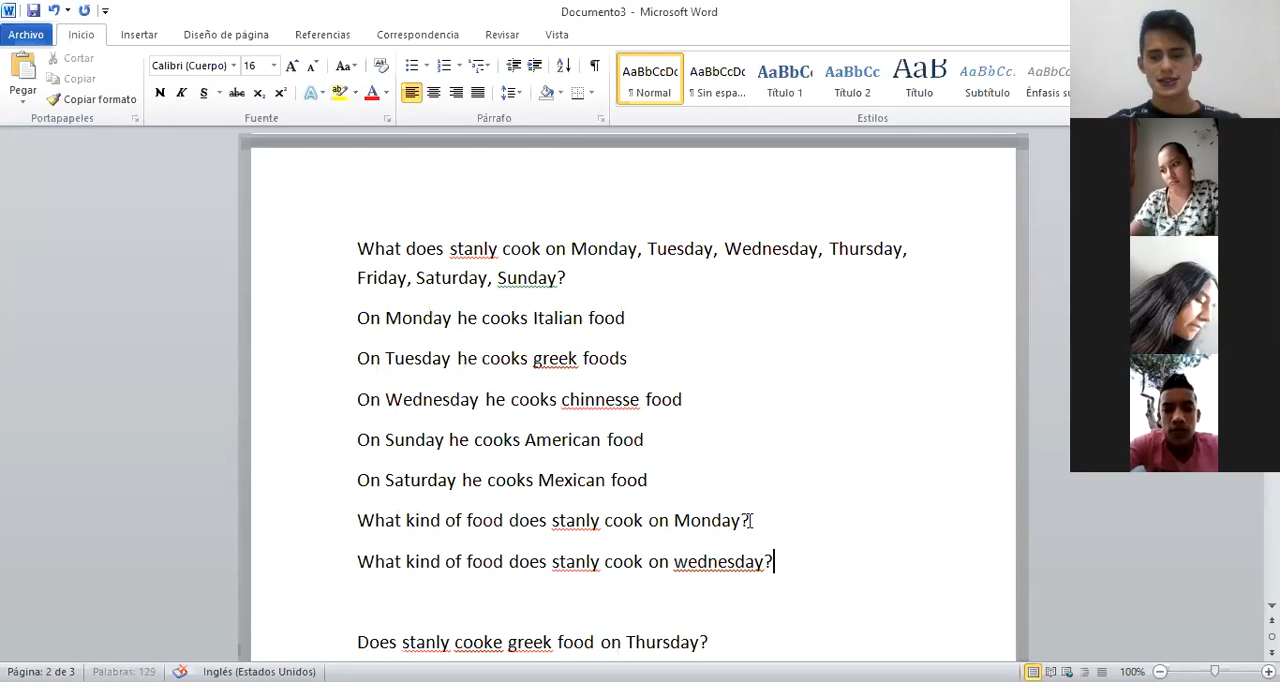 Documento3 - Microsoft Word
Archivo Inicio Insertar Diseño de página Referencias Correspondencia Revisar Vista
Pegar
Cortar
Copiar
Copiar formato
Portapapeles
Calibri (Cuerpo) 16
N K S abc x₂ x² A
Fuente
Párrafo
AaBbCcDc AaBbCcDc AaBbC AaBbCc AaB AaBbCc. AaBbCcD
¶ Normal ¶ Sin espa... Título 1 Título 2 Título Subtítulo Énfasis su
Estilos
What does stanly cook on Monday, Tuesday, Wednesday, Thursday,
Friday, Saturday, Sunday?
On Monday he cooks Italian food
On Tuesday he cooks greek foods
On Wednesday he cooks chinnesse food
On Sunday he cooks American food
On Saturday he cooks Mexican food
What kind of food does stanly cook on Monday?
What kind of food does stanly cook on wednesday?
Does stanly cooke greek food on Thursday?
Página: 2 de 3 Palabras: 129 Inglés (Estados Unidos) 100%